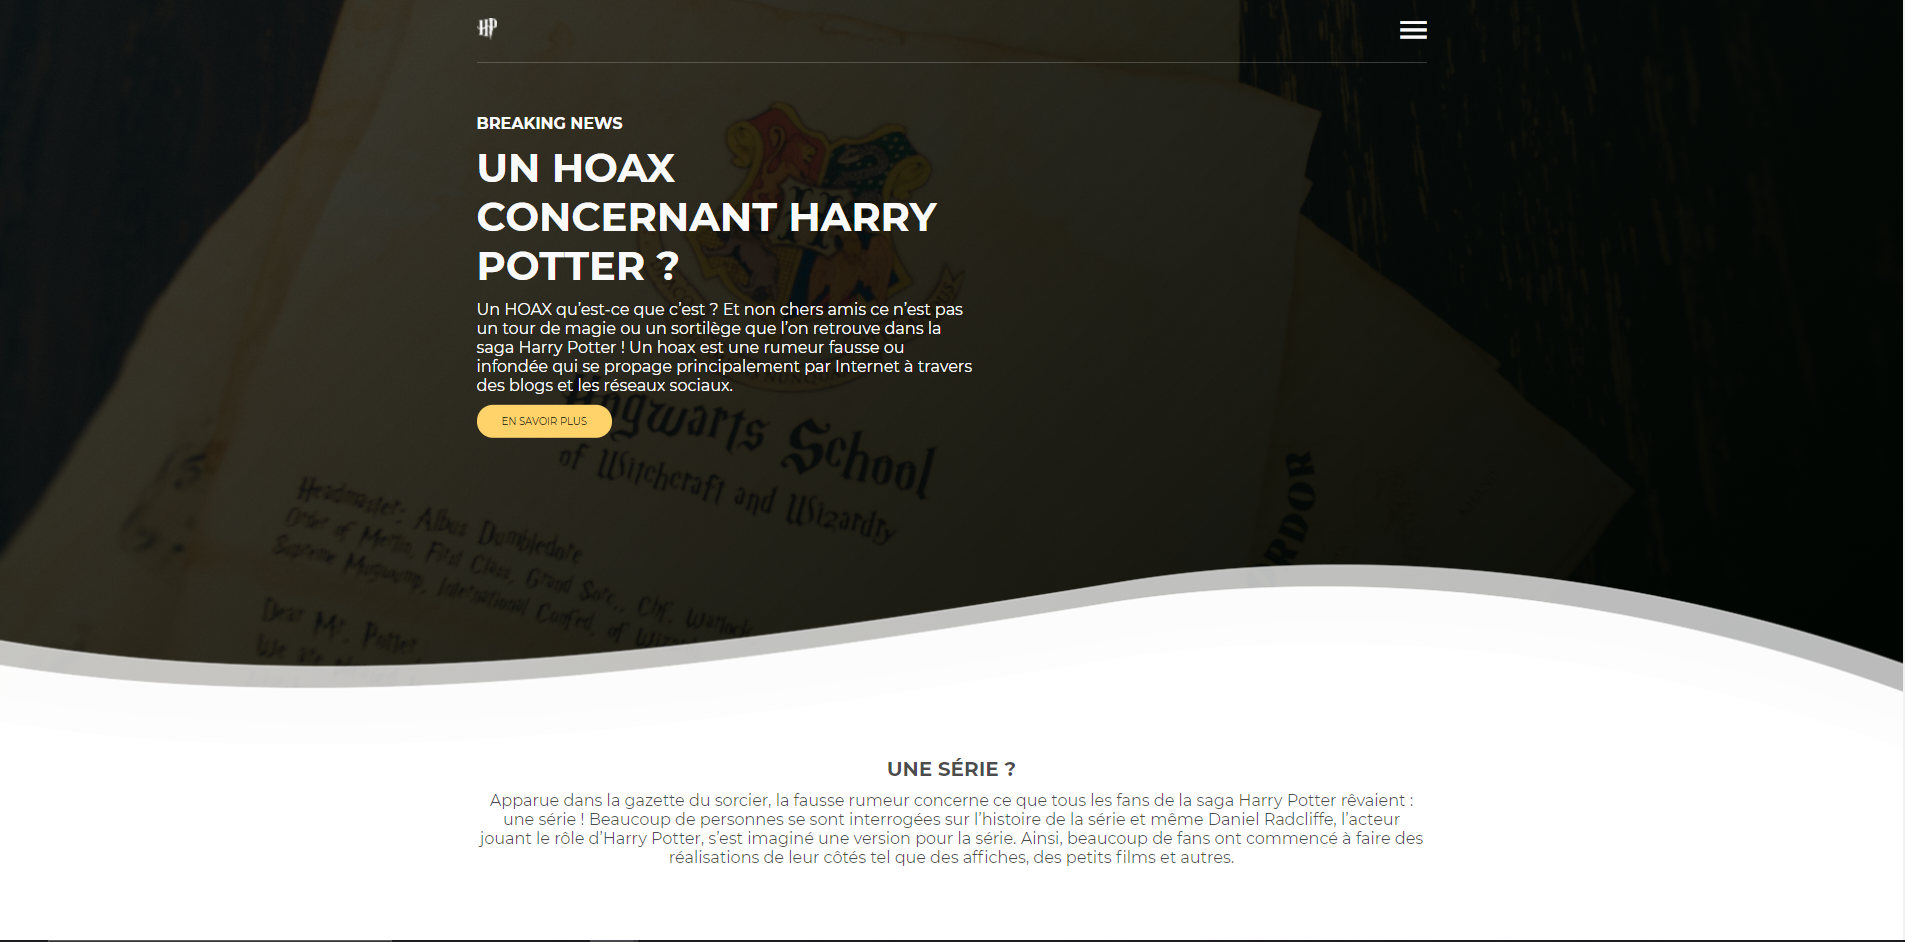 HP
BREAKING NEWS
UN HOAX
CONCERNANT HARRY
POTTER ?
Un HOAX qu’est-ce que c’est ? Et non chers amis ce n’est pas
un tour de magie ou un sortilège que l’on retrouve dans la
saga Harry Potter ! Un hoax est une rumeur fausse ou
infondée qui se propage principalement par Internet à travers
des blogs et les réseaux sociaux.
EN SAVOIR PLUS
Hogwarts School
of Witchcraft and Wizardry
Headmaster: Albus Dumbledore
Order of Merlin, First Class, Grand Sorc., Chf. Warlock
Supreme Mugwump, International Confed. of
Dear Mr. Potter
We are
RDOR
UNE SÉRIE ?
Apparue dans la gazette du sorcier, la fausse rumeur concerne ce que tous les fans de la saga Harry Potter rêvaient :
une série ! Beaucoup de personnes se sont interrogées sur l’histoire de la série et même Daniel Radcliffe, l’acteur
jouant le rôle d’Harry Potter, s’est imaginé une version pour la série. Ainsi, beaucoup de fans ont commencé à faire des
réalisations de leur côtés tel que des affiches, des petits films et autres.